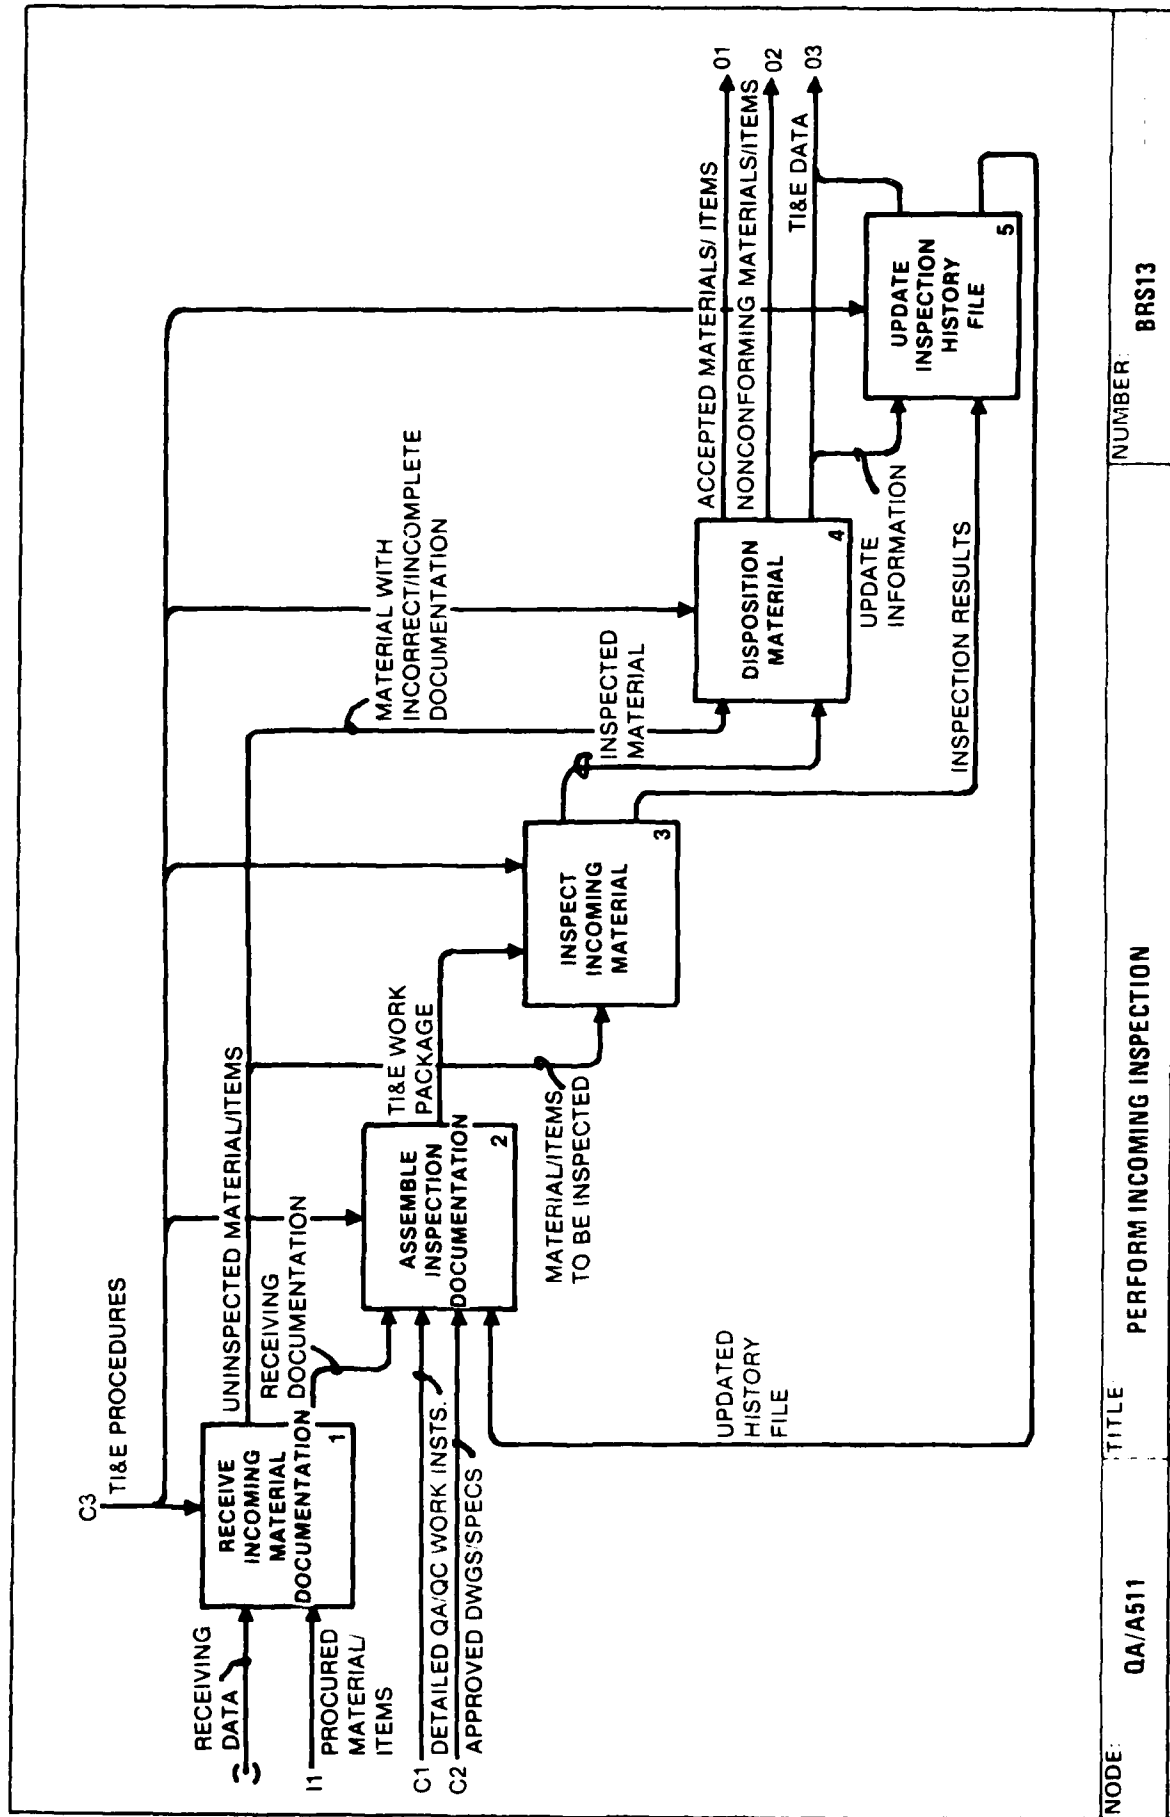 C3
TI&E PROCEDURES
RECEIVING
DATA
I1
PROCURED
MATERIAL/
ITEMS
RECEIVE
INCOMING
MATERIAL
DOCUMENTATION
1
UNINSPECTED MATERIAL/ITEMS
RECEIVING
DOCUMENTATION
C1
DETAILED QA/QC WORK INSTS.
C2
APPROVED DWGS/SPECS
ASSEMBLE
INSPECTION
DOCUMENTATION
2
TI&E WORK
PACKAGE
MATERIAL/ITEMS
TO BE INSPECTED
INSPECT
INCOMING
MATERIAL
3
MATERIAL WITH
INCORRECT/INCOMPLETE
DOCUMENTATION
INSPECTED
MATERIAL
DISPOSITION
MATERIAL
4
ACCEPTED MATERIALS/ ITEMS
O1
NONCONFORMING MATERIALS/ITEMS
O2
TI&E DATA
O3
UPDATE
INFORMATION
INSPECTION RESULTS
UPDATE
INSPECTION
HISTORY
FILE
5
UPDATED
HISTORY
FILE
NODE:
QA/A511
TITLE
PERFORM INCOMING INSPECTION
NUMBER:
BRS13